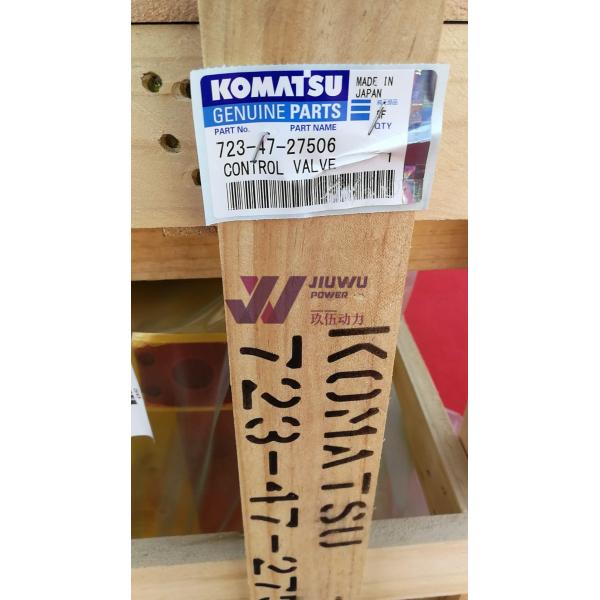 KOMATSU
GENUINE PARTS
MADE IN
JAPAN
PART No.
PART NAME
QTY
723-47-27506
CONTROL VALVE
1
JIUWU
POWER
玖伍动力
KOMATSU
723-47-275